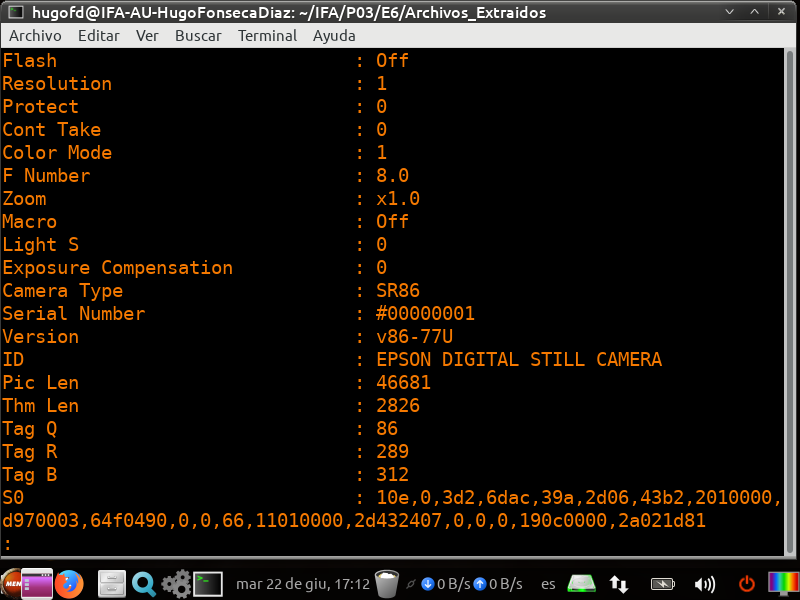 hugofd@IFA-AU-HugoFonsecaDiaz: ~/IFA/P03/E6/Archivos_Extraidos
Archivo Editar Ver Buscar Terminal Ayuda
Flash : Off
Resolution : 1
Protect : 0
Cont Take : 0
Color Mode : 1
F Number : 8.0
Zoom : x1.0
Macro : Off
Light S : 0
Exposure Compensation : 0
Camera Type : SR86
Serial Number : #00000001
Version : v86-77U
ID : EPSON DIGITAL STILL CAMERA
Pic Len : 46681
Thm Len : 2826
Tag Q : 86
Tag R : 289
Tag B : 312
S0 : 10e,0,3d2,6dac,39a,2d06,43b2,2010000,
d970003,64f0490,0,0,66,11010000,2d432407,0,0,0,190c0000,2a021d81
:
MEN mar 22 de giu, 17:12 0 B/s 0 B/s es